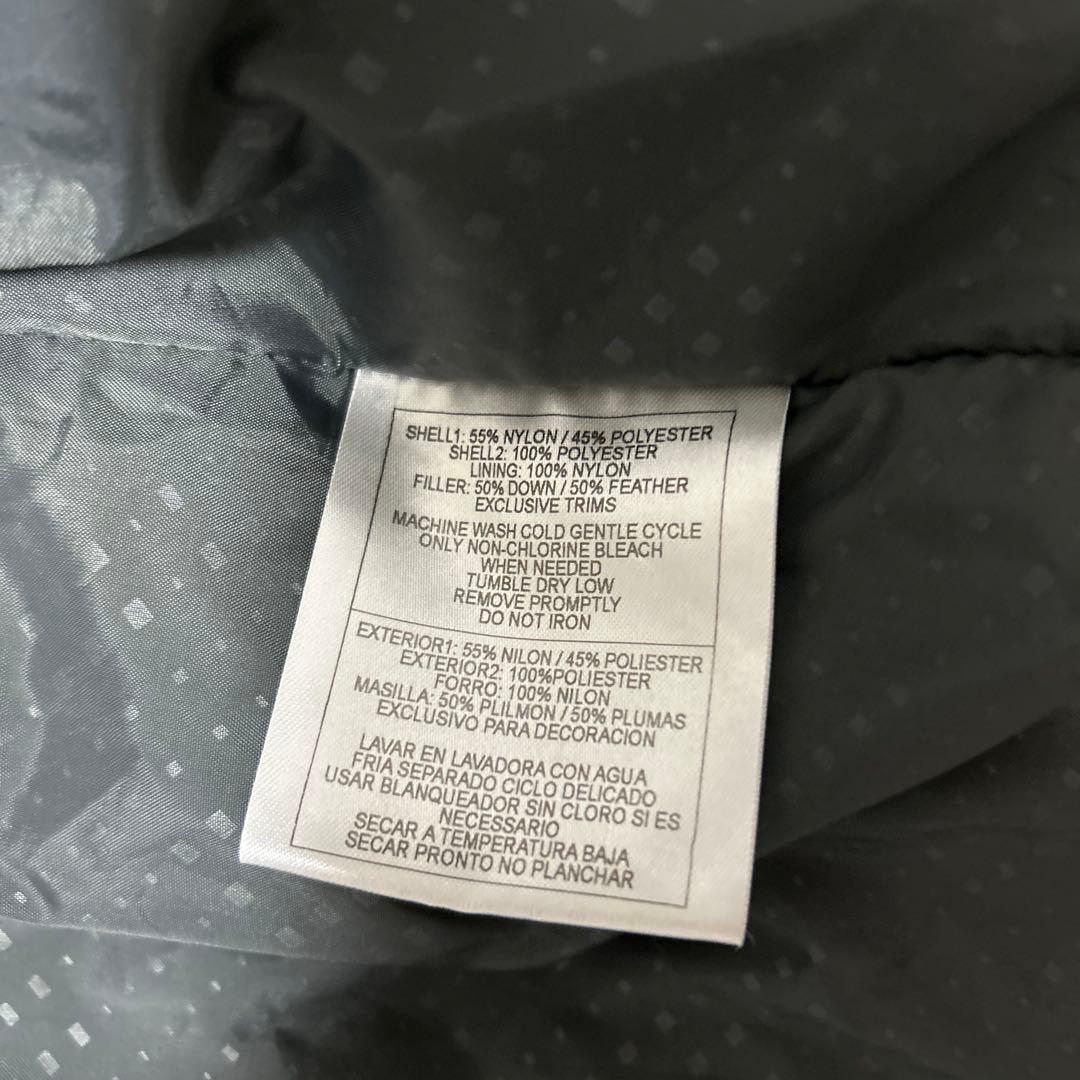 SHELL1: 55% NYLON / 45% POLYESTER
SHELL2: 100% POLYESTER
LINING: 100% NYLON
FILLER: 50% DOWN / 50% FEATHER
EXCLUSIVE TRIMS
MACHINE WASH COLD GENTLE CYCLE
ONLY NON-CHLORINE BLEACH
WHEN NEEDED
TUMBLE DRY LOW
REMOVE PROMPTLY
DO NOT IRON
EXTERIOR1: 55% NILON / 45% POLIESTER
EXTERIOR2: 100%POLIESTER
FORRO: 100% NILON
MASILLA: 50% PLILMON / 50% PLUMAS
EXCLUSIVO PARA DECORACION
LAVAR EN LAVADORA CON AGUA
FRIA SEPARADO CICLO DELICADO
USAR BLANQUEADOR SIN CLORO SI ES
NECESSARIO
SECAR A TEMPERATURA BAJA
SECAR PRONTO NO PLANCHAR